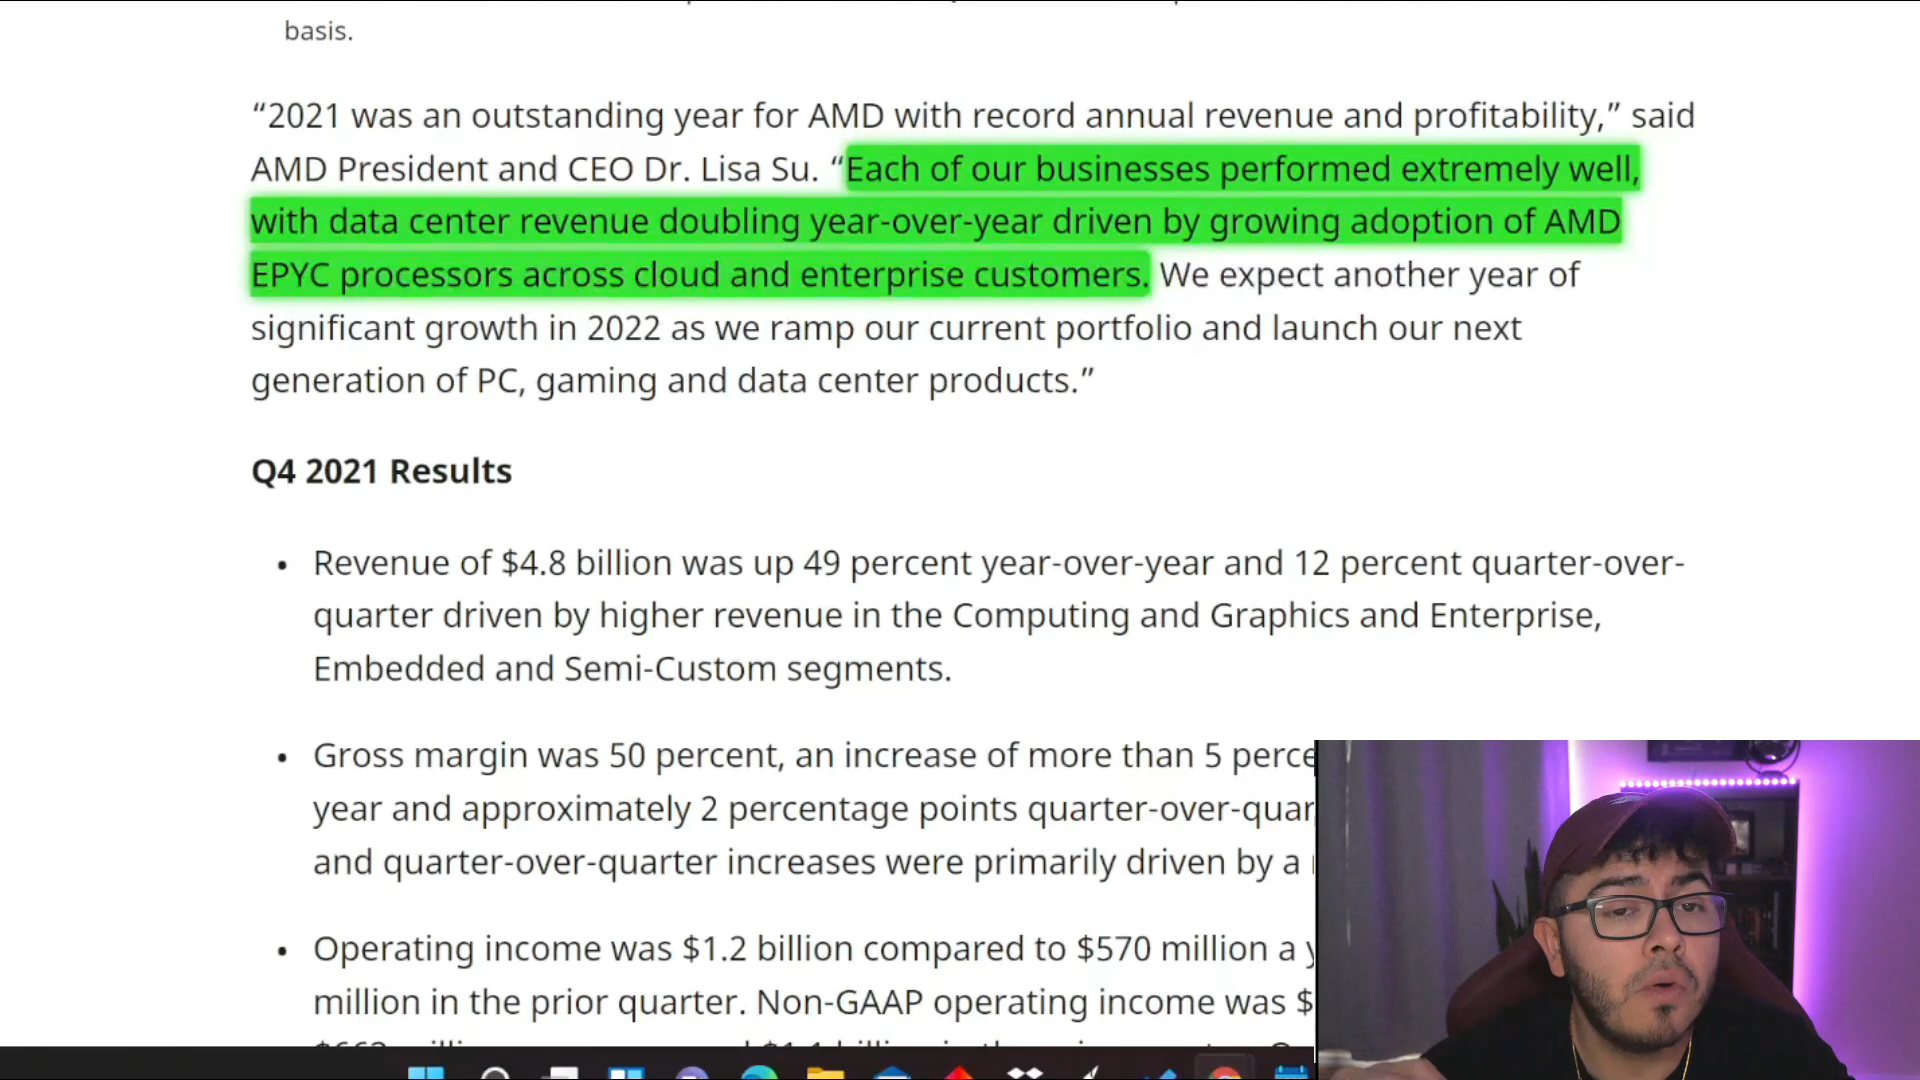 basis.
“2021 was an outstanding year for AMD with record annual revenue and profitability,” said
AMD President and CEO Dr. Lisa Su. “Each of our businesses performed extremely well,
with data center revenue doubling year-over-year driven by growing adoption of AMD
EPYC processors across cloud and enterprise customers. We expect another year of
significant growth in 2022 as we ramp our current portfolio and launch our next
generation of PC, gaming and data center products.”
Q4 2021 Results
• Revenue of $4.8 billion was up 49 percent year-over-year and 12 percent quarter-over-
quarter driven by higher revenue in the Computing and Graphics and Enterprise,
Embedded and Semi-Custom segments.
• Gross margin was 50 percent, an increase of more than 5
year and approximately 2 percentage points quarter-over-
and quarter-over-quarter increases were primarily driven by a
• Operating income was $1.2 billion compared to $570 million a
million in the prior quarter. Non-GAAP operating income was $